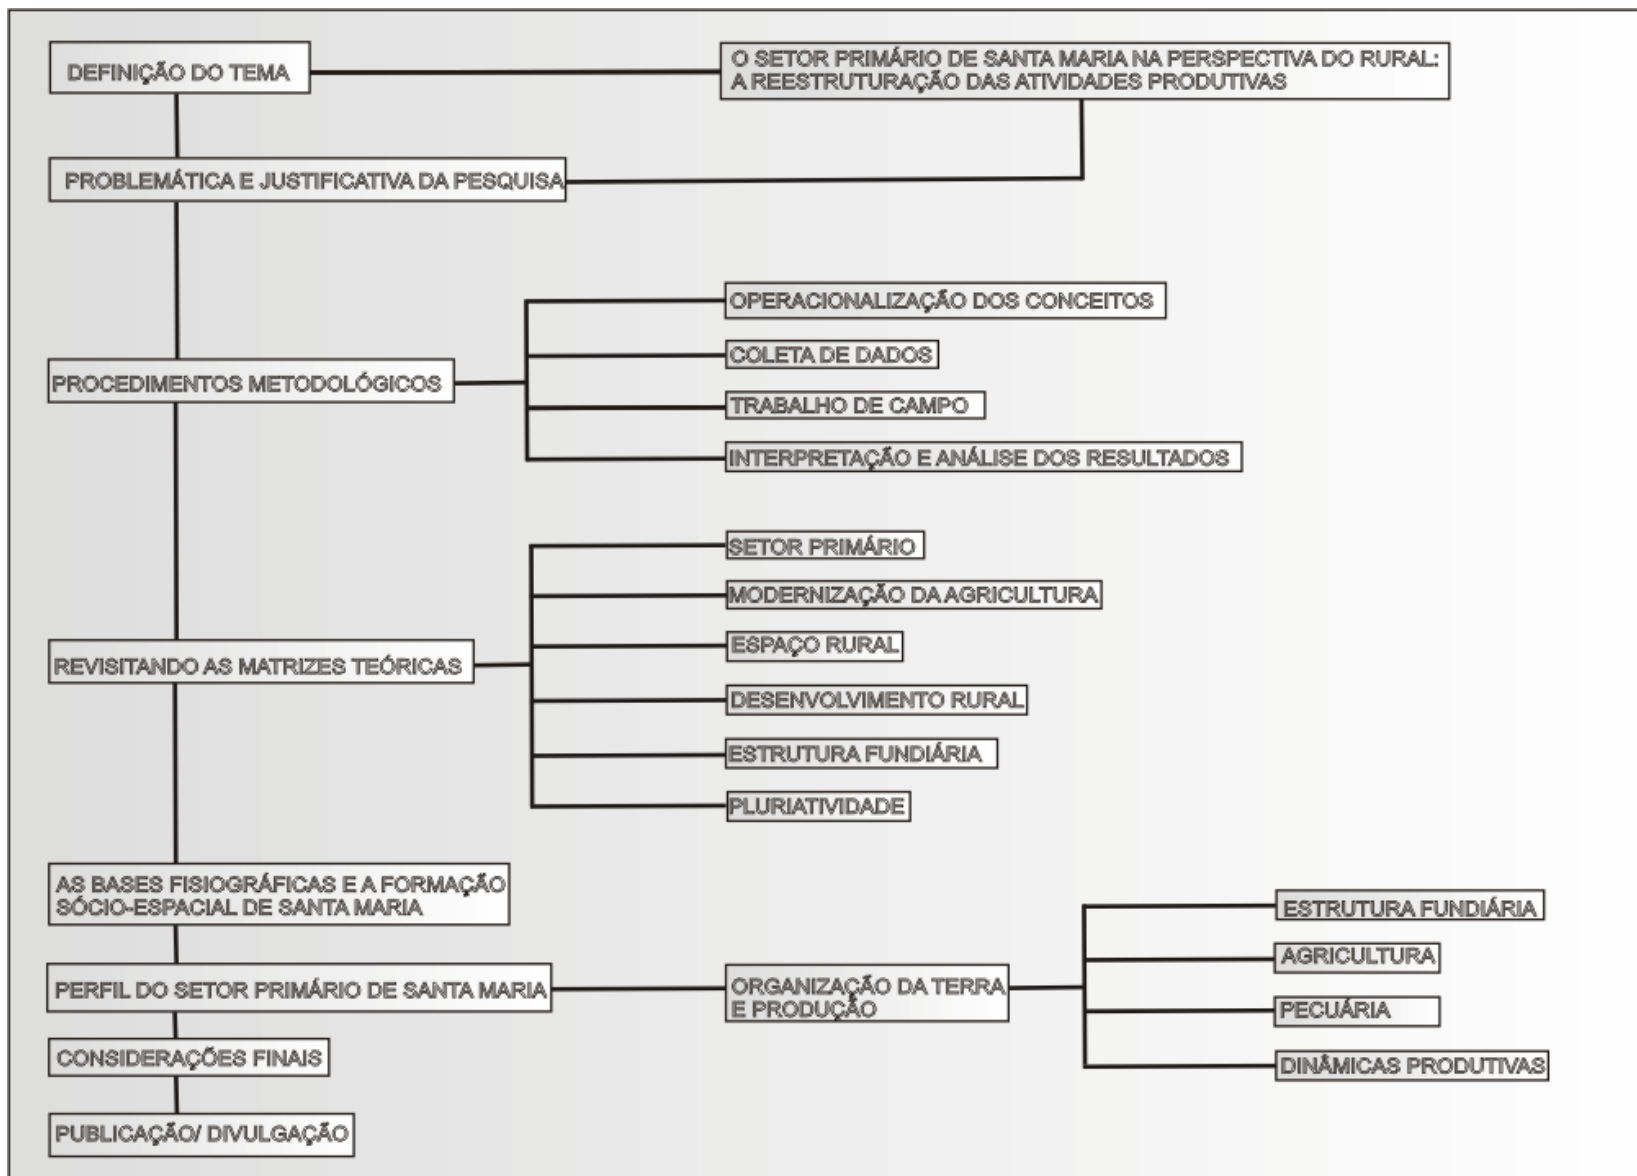 DEFINIÇÃO DO TEMA
O SETOR PRIMÁRIO DE SANTA MARIA NA PERSPECTIVA DO RURAL:
A REESTRUTURAÇÃO DAS ATIVIDADES PRODUTIVAS
PROBLEMÁTICA E JUSTIFICATIVA DA PESQUISA
PROCEDIMENTOS METODOLÓGICOS
OPERACIONALIZAÇÃO DOS CONCEITOS
COLETA DE DADOS
TRABALHO DE CAMPO
INTERPRETAÇÃO E ANÁLISE DOS RESULTADOS
REVISITANDO AS MATRIZES TEÓRICAS
SETOR PRIMÁRIO
MODERNIZAÇÃO DA AGRICULTURA
ESPAÇO RURAL
DESENVOLVIMENTO RURAL
ESTRUTURA FUNDIÁRIA
PLURIATIVIDADE
AS BASES FISIOGRÁFICAS E A FORMAÇÃO
SÓCIO-ESPACIAL DE SANTA MARIA
PERFIL DO SETOR PRIMÁRIO DE SANTA MARIA
ORGANIZAÇÃO DA TERRA
E PRODUÇÃO
ESTRUTURA FUNDIÁRIA
AGRICULTURA
PECUÁRIA
DINÂMICAS PRODUTIVAS
CONSIDERAÇÕES FINAIS
PUBLICAÇÃO/ DIVULGAÇÃO